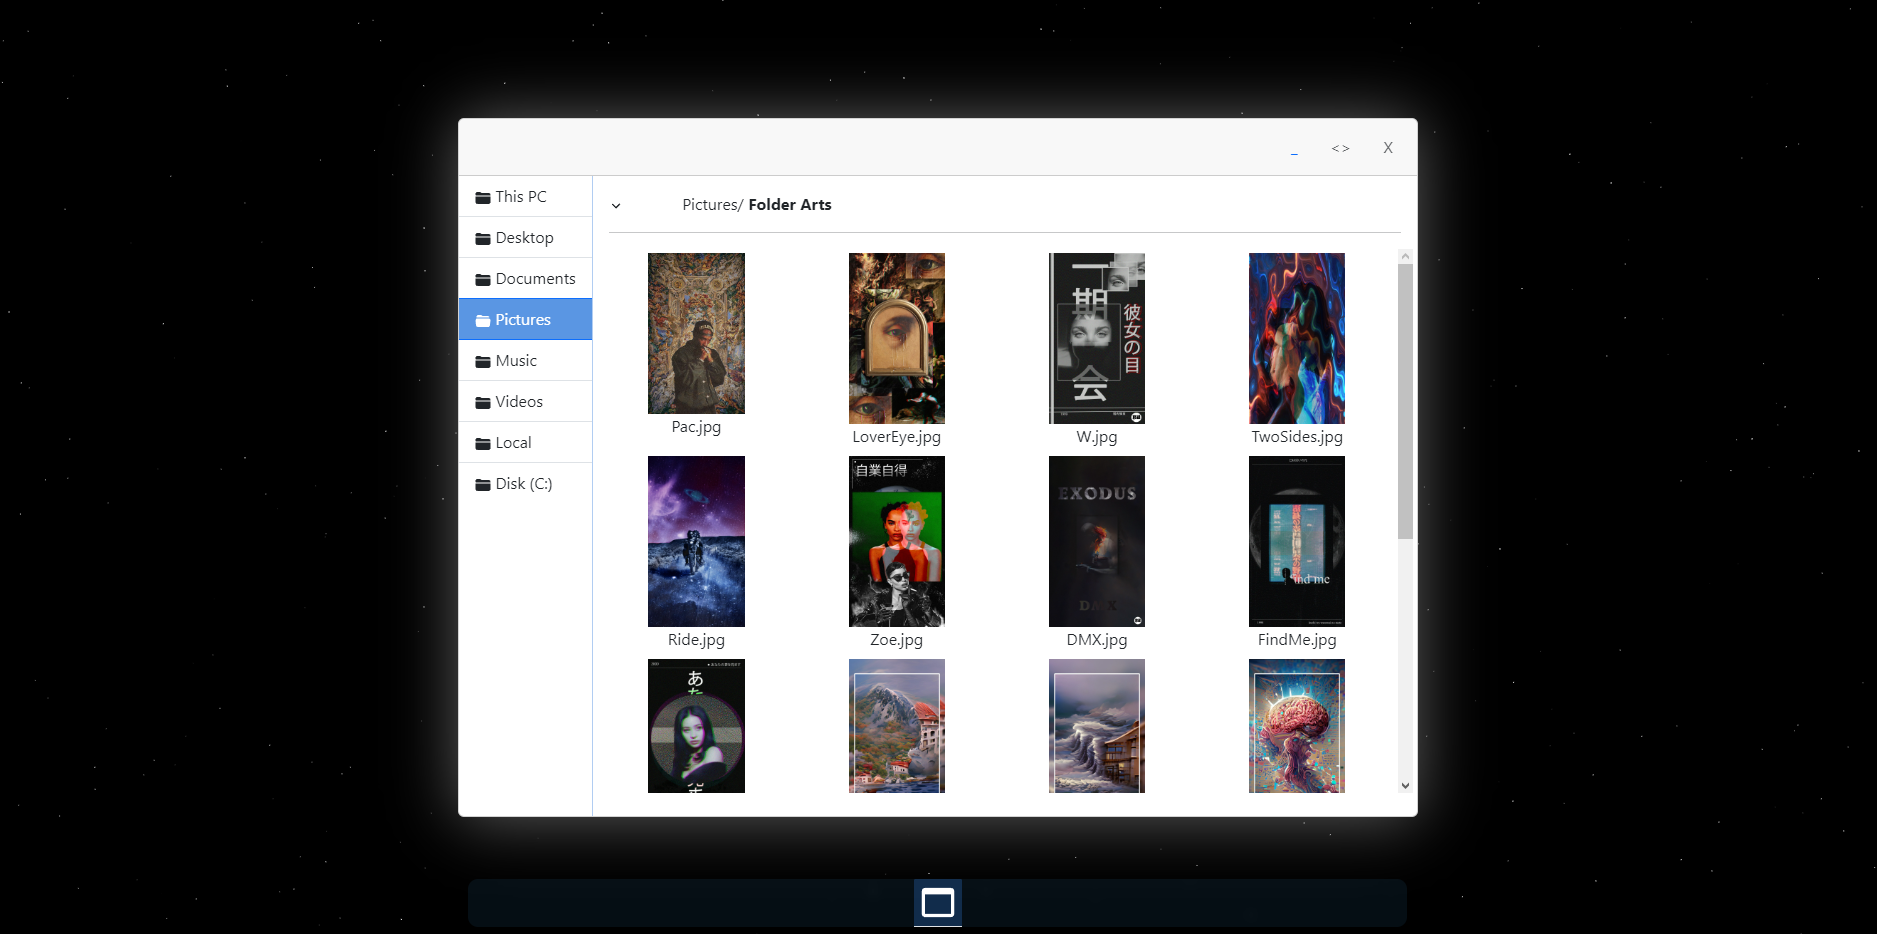 _ <> X
This PC
Desktop
Documents
Pictures
Music
Videos
Local
Disk (C:)
Pictures/ Folder Arts
一期
会
彼女の目
Pac.jpg
LoverEye.jpg
W.jpg
TwoSides.jpg
自業自得
EXODUS
DMX
find me
Ride.jpg
Zoe.jpg
DMX.jpg
FindMe.jpg
あ